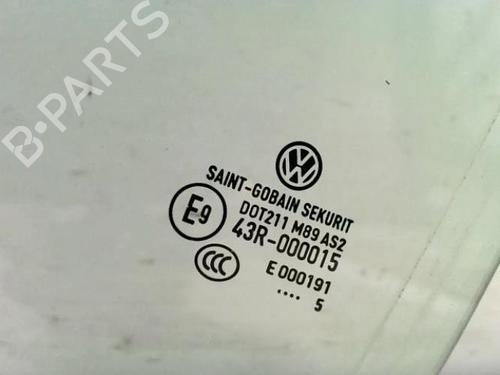 B-PARTS
VW
SAINT-GOBAIN SEKURIT
E9
DOT211 M89 AS2
43R-000015
CCC
E 000191
.... 5